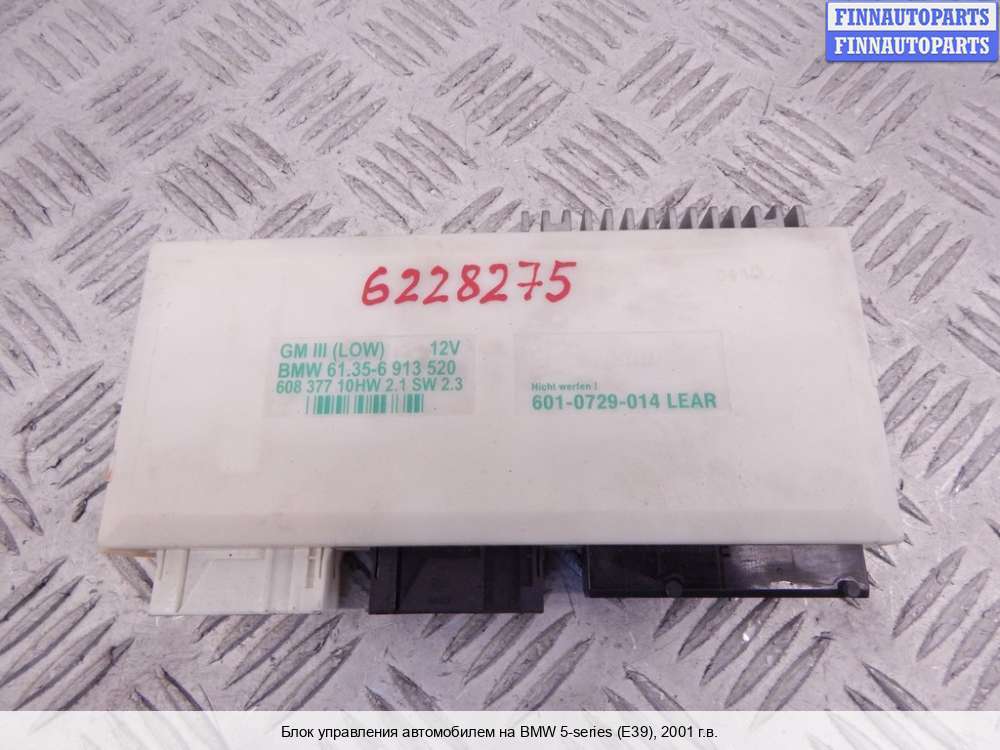 FINNAUTOPARTS
FINNAUTOPARTS
6228275
GM III (LOW) 12V
BMW 61.35-6 913 520
608 377 10HW 2.1 SW 2.3
Nicht werfen !
601-0729-014 LEAR
Блок управления автомобилем на BMW 5-series (E39), 2001 г.в.